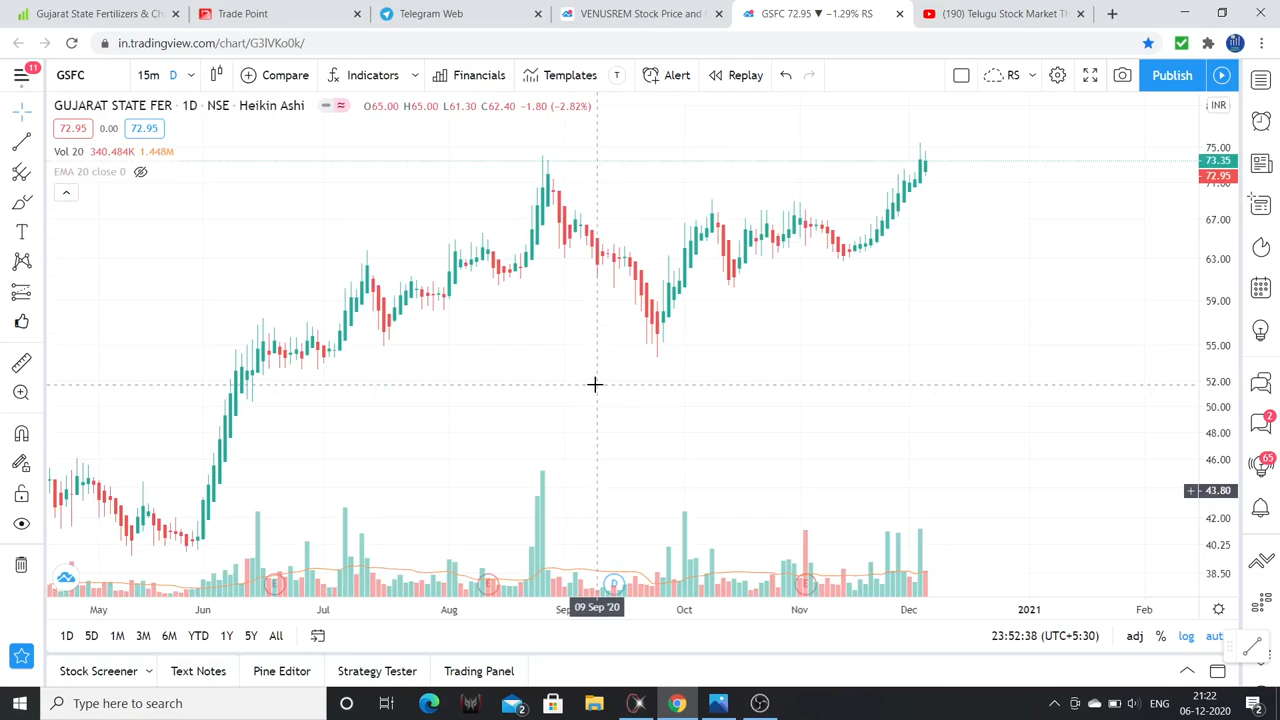 Gujarat State Fertilizers & Ch
Trade Point
Telegram Web
VENUSREM Stock Price and C
GSFC 72.95 ▼ −1.29% RS
(190) Telugu Stock Market Th
in.tradingview.com/chart/G3lVKo0k/
11
GSFC
15m D
Compare
Indicators
Financials
Templates
T
Alert
Replay
RS
Publish
GUJARAT STATE FER · 1D · NSE · Heikin Ashi
O65.00 H65.00 L61.30 C62.40 −1.80 (−2.82%)
INR
72.95 0.00 72.95
Vol 20 340.484K 1.448M
EMA 20 close 0
75.00
73.35
72.95
71.00
67.00
63.00
59.00
55.00
52.00
50.00
48.00
46.00
43.80
42.00
40.25
38.50
2
65
E
E
D
E
May
Jun
Jul
Aug
Sep
09 Sep '20
Oct
Nov
Dec
2021
Feb
1D 5D 1M 3M 6M YTD 1Y 5Y All
23:52:38 (UTC+5:30)
adj % log
Stock Screener
Text Notes
Pine Editor
Strategy Tester
Trading Panel
Type here to search
2
ENG
21:22
06-12-2020
2